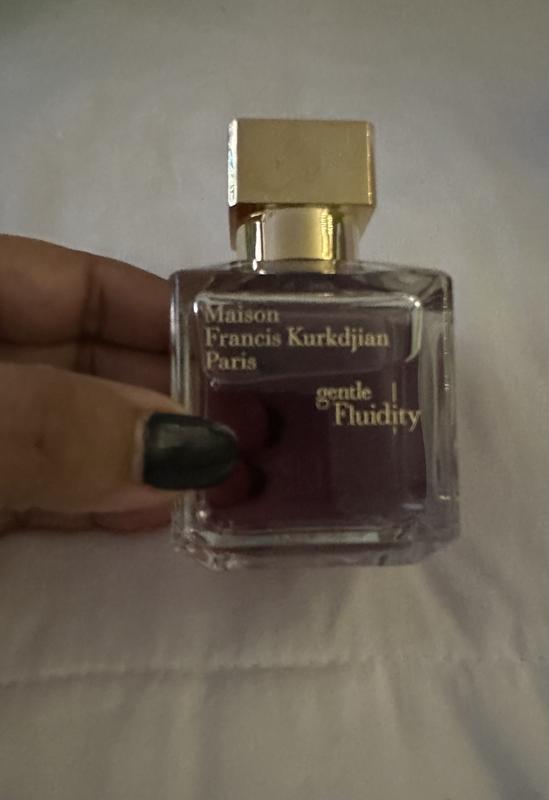 Maison
Francis Kurkdjian
Paris
gentle
Fluidity